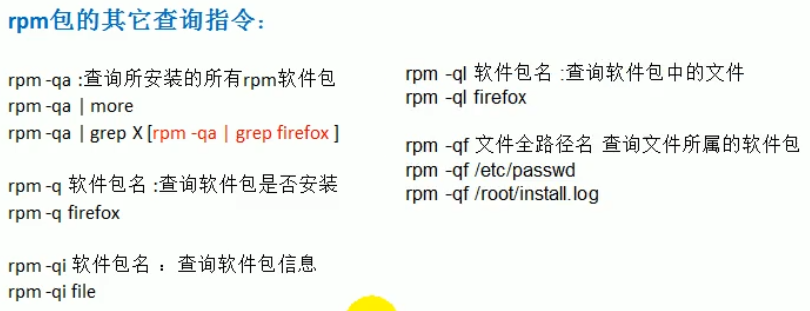 rpm包的其它查询指令：
rpm -qa :查询所安装的所有rpm软件包
rpm -qa | more
rpm -qa | grep X [rpm -qa | grep firefox ]
rpm -q 软件包名 :查询软件包是否安装
rpm -q firefox
rpm -qi 软件包名 ：查询软件包信息
rpm -qi file
rpm -ql 软件包名 :查询软件包中的文件
rpm -ql firefox
rpm -qf 文件全路径名 查询文件所属的软件包
rpm -qf /etc/passwd
rpm -qf /root/install.log